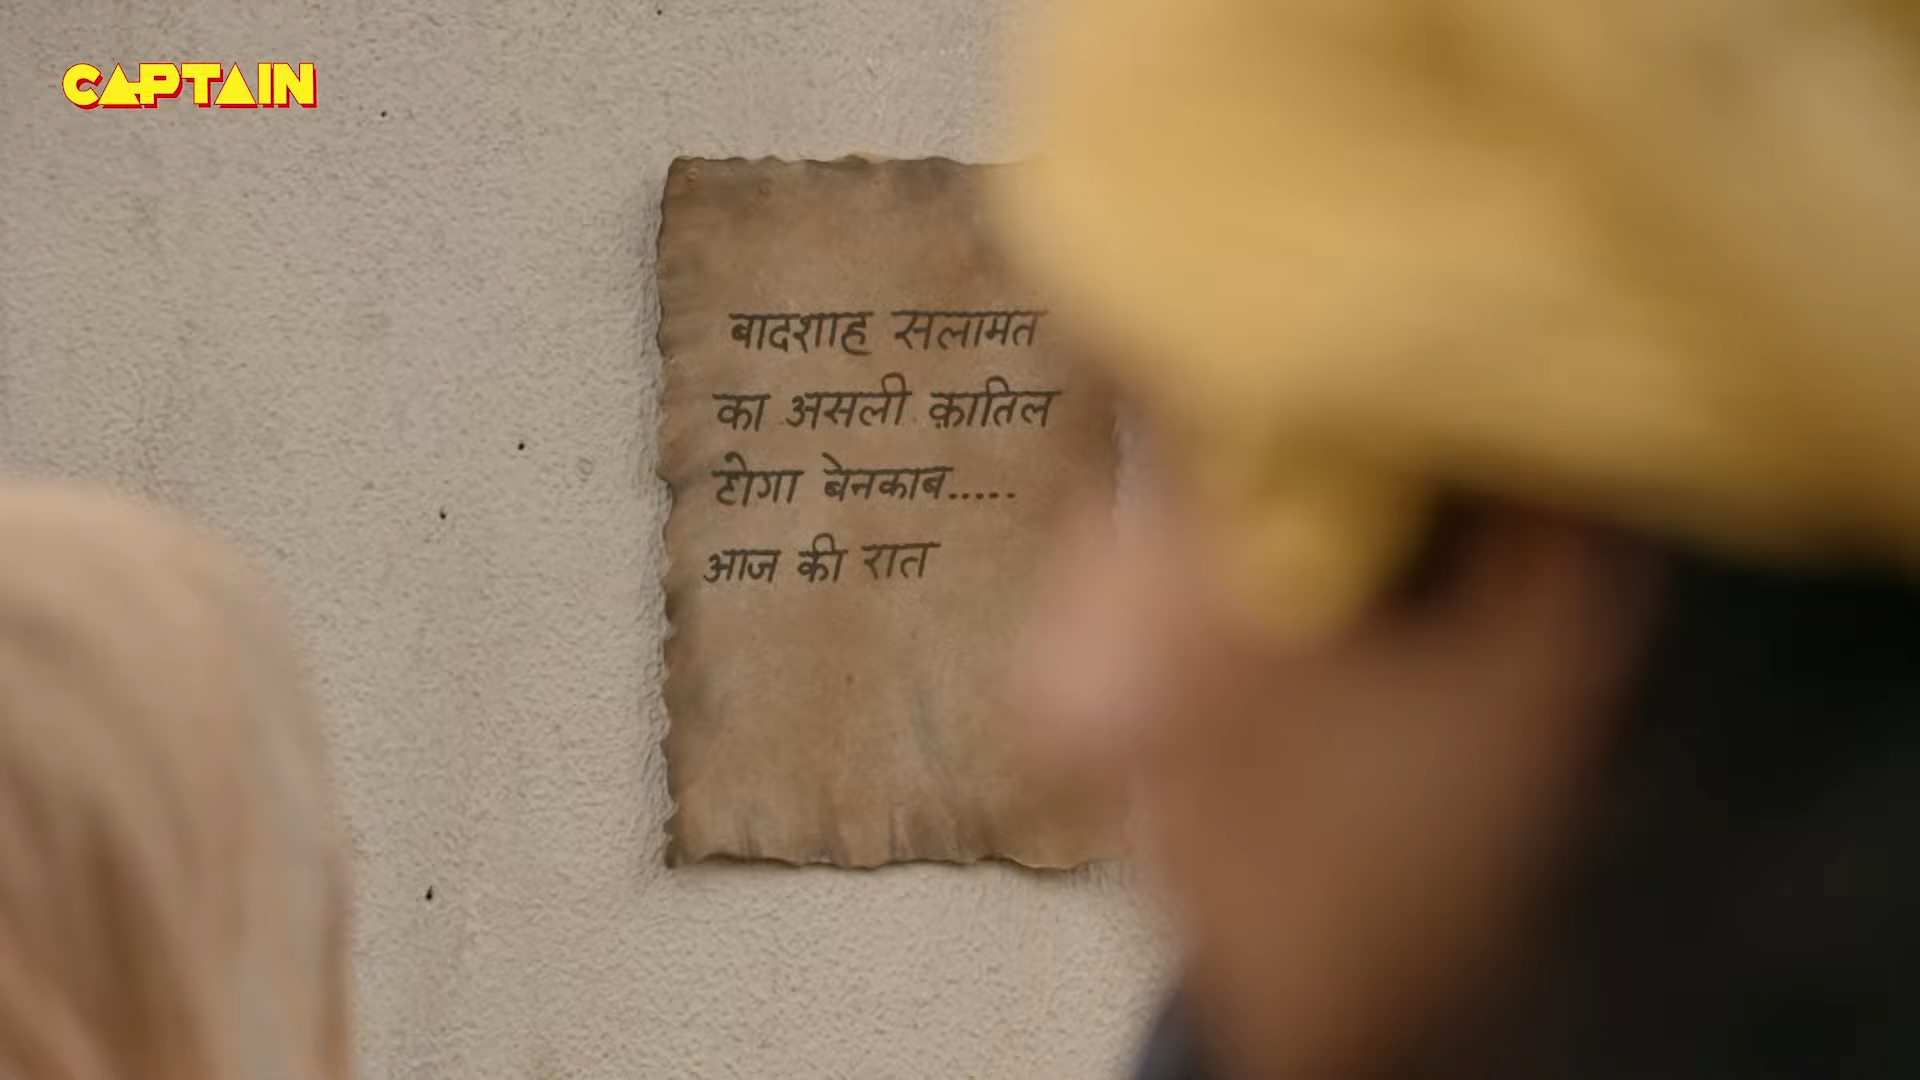 CAPTAIN
बादशाह सलामत
का असली क़ातिल
होगा बेनकाब.....
आज की रात